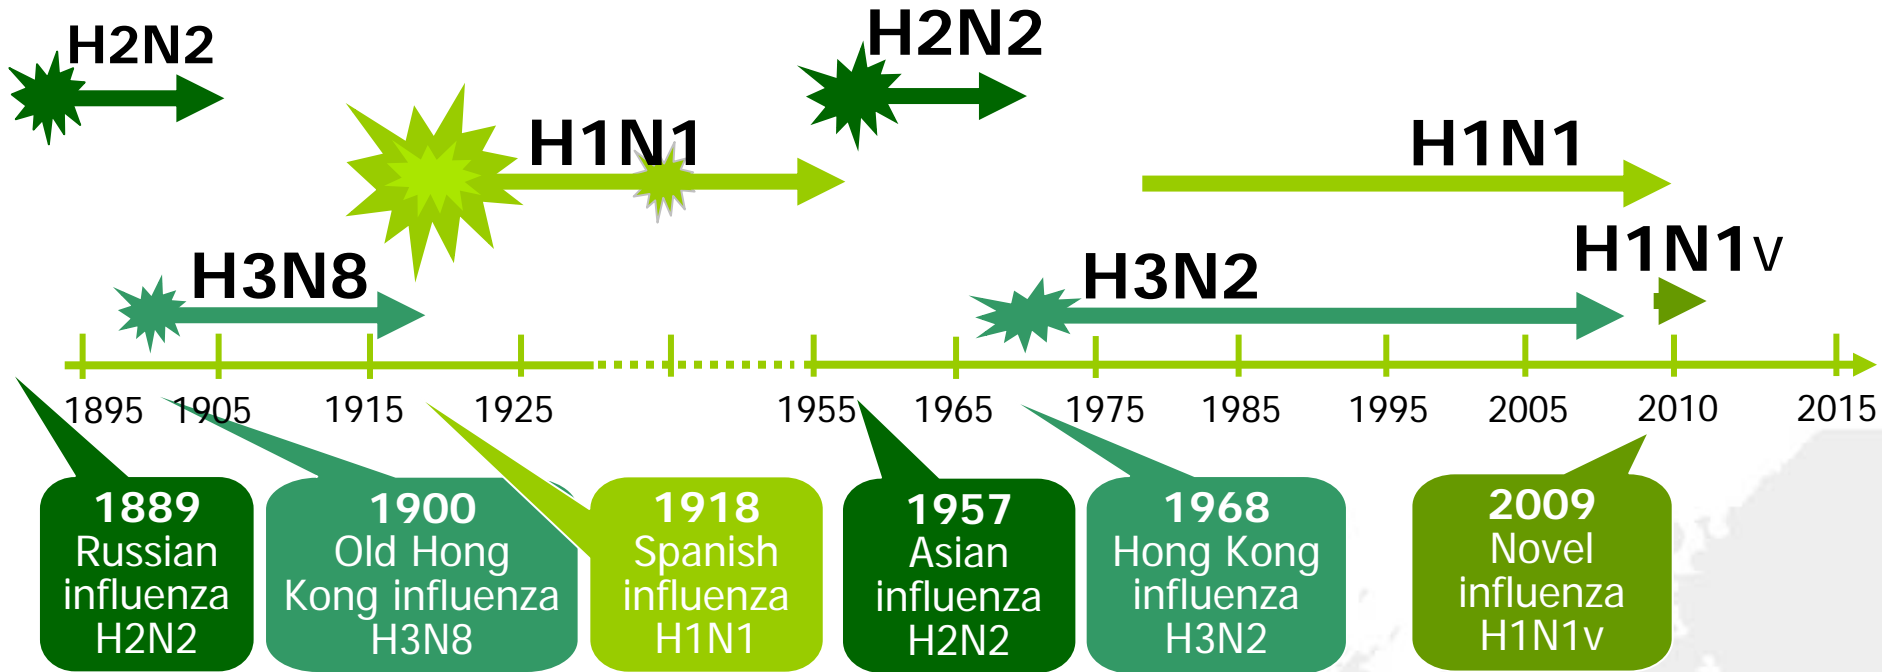 H2N2
H2N2
H1N1
H1N1
H1N1v
H3N8
H3N2
1895 1905 1915 1925 1955 1965 1975 1985 1995 2005 2010 2015
1889
Russian
influenza
H2N2
1900
Old Hong
Kong influenza
H3N8
1918
Spanish
influenza
H1N1
1957
Asian
influenza
H2N2
1968
Hong Kong
influenza
H3N2
2009
Novel
influenza
H1N1v